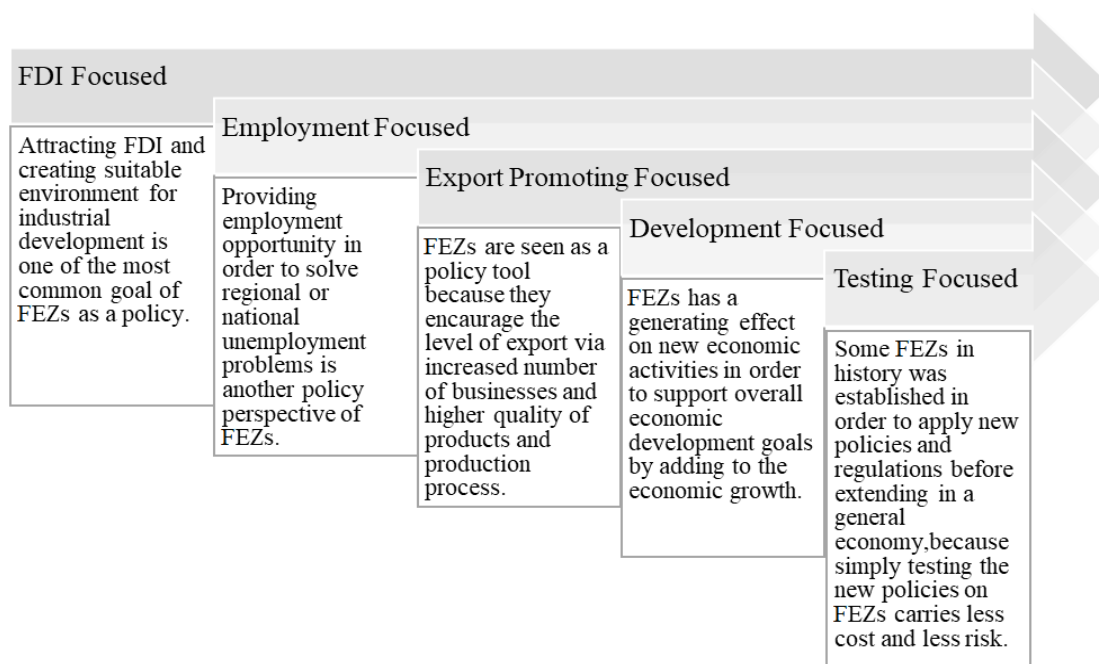 FDI Focused
Attracting FDI and
creating suitable
environment for
industrial
development is
one of the most
common goal of
FEZs as a policy.
Employment Focused
Providing
employment
opportunity in
order to solve
regional or
national
unemployment
problems is
another policy
perspective of
FEZs.
Export Promoting Focused
FEZs are seen as a
policy tool
because they
encaurage the
level of export via
increased number
of businesses and
higher quality of
products and
production
process.
Development Focused
FEZs has a
generating effect
on new economic
activities in order
to support overall
economic
development goals
by adding to the
economic growth.
Testing Focused
Some FEZs in
history was
established in
order to apply new
policies and
regulations before
extending in a
general
economy,because
simply testing the
new policies on
FEZs carries less
cost and less risk.